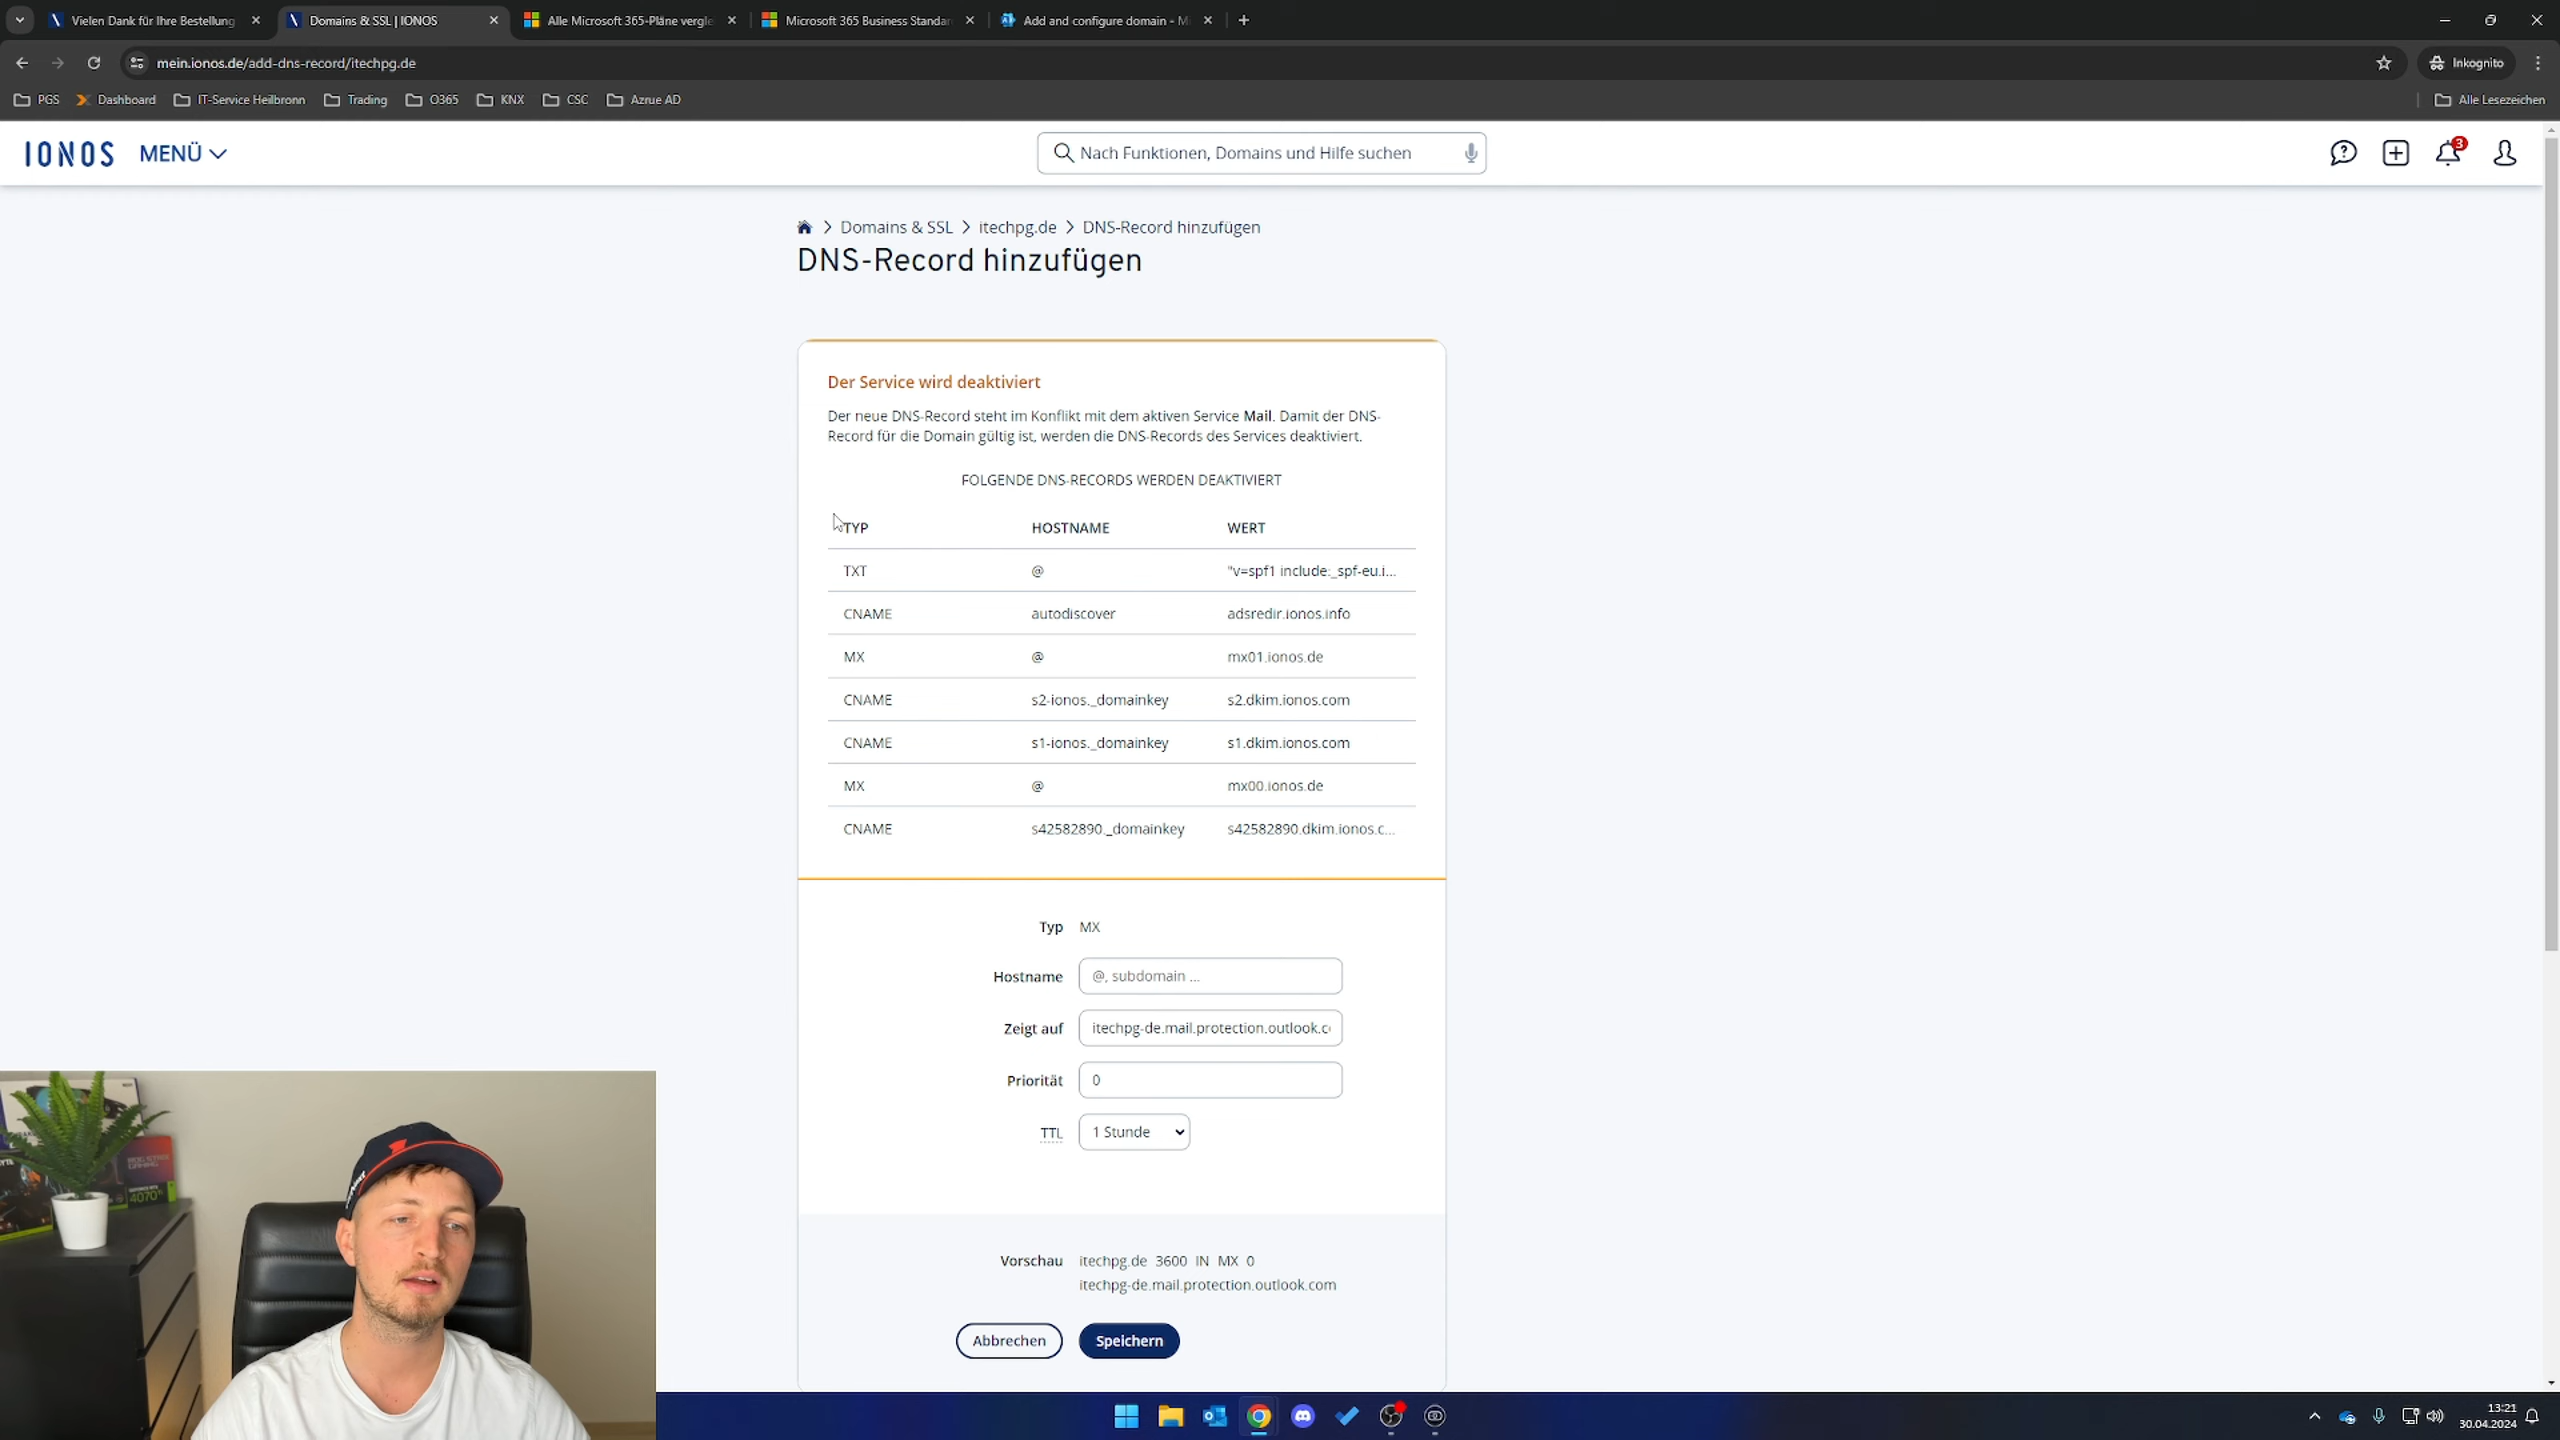 Vielen Dank für Ihre Bestellung
Domains & SSL | IONOS
Alle Microsoft 365-Pläne vergle
Microsoft 365 Business Standar
Add and configure domain - Mi
mein.ionos.de/add-dns-record/itechpg.de
Inkognito
PGS
Dashboard
IT-Service Heilbronn
Trading
O365
KNX
CSC
Azrue AD
Alle Lesezeichen
IONOS
MENÜ
Nach Funktionen, Domains und Hilfe suchen
3
Domains & SSL
itechpg.de
DNS-Record hinzufügen
DNS-Record hinzufügen
Der Service wird deaktiviert
Der neue DNS-Record steht im Konflikt mit dem aktiven Service Mail. Damit der DNS-
Record für die Domain gültig ist, werden die DNS-Records des Services deaktiviert.
FOLGENDE DNS-RECORDS WERDEN DEAKTIVIERT
TYP HOSTNAME WERT
TXT @ "v=spf1 include:_spf-eu.i...
CNAME autodiscover adsredir.ionos.info
MX @ mx01.ionos.de
CNAME s2-ionos._domainkey s2.dkim.ionos.com
CNAME s1-ionos._domainkey s1.dkim.ionos.com
MX @ mx00.ionos.de
CNAME s42582890._domainkey s42582890.dkim.ionos.c...
Typ MX
Hostname @, subdomain ...
Zeigt auf itechpg-de.mail.protection.outlook.c
Priorität 0
TTL 1 Stunde
Vorschau itechpg.de 3600 IN MX 0
itechpg-de.mail.protection.outlook.com
Abbrechen
Speichern
4070 Ti
13:21
30.04.2024